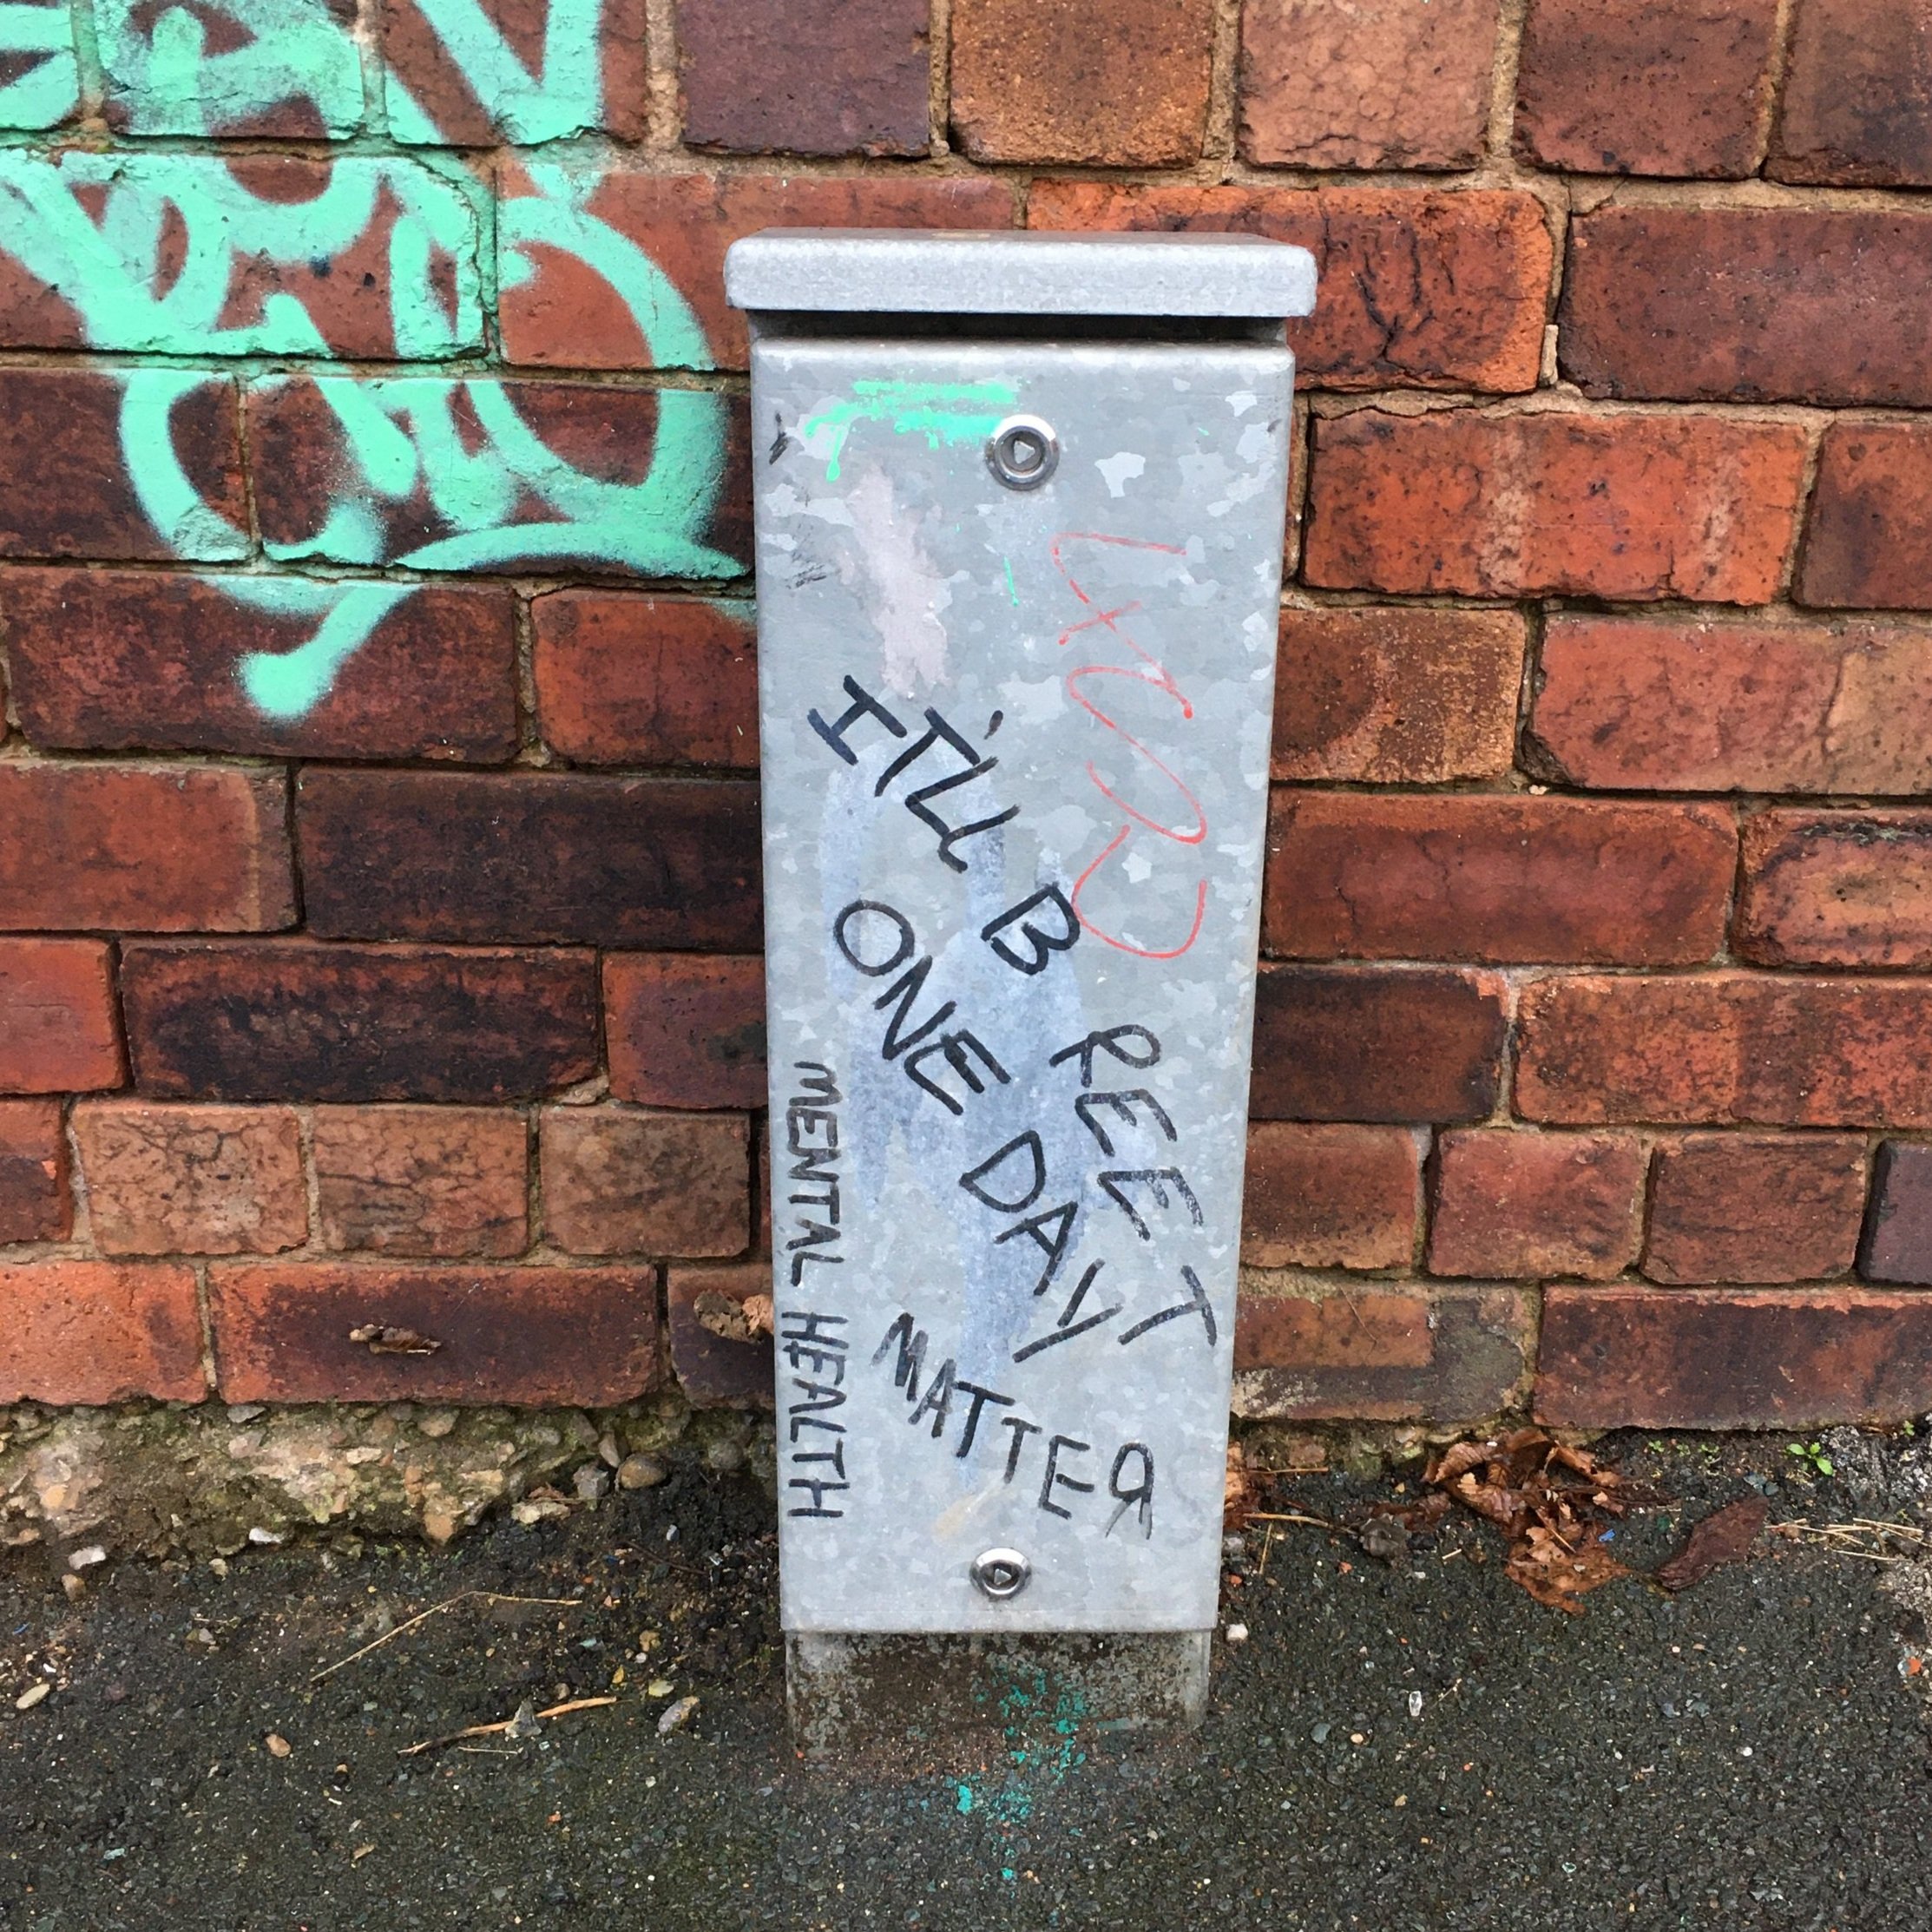 IT'LL B REET
ONE DAY
MENTAL HEALTH
MATTER